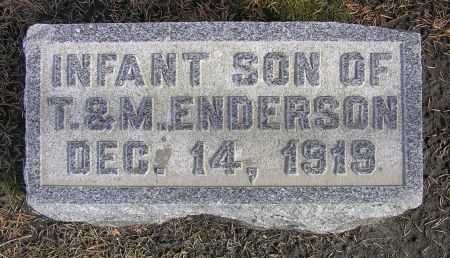 INFANT SON OF
T. & M. ENDERSON
DEC. 14, 1919